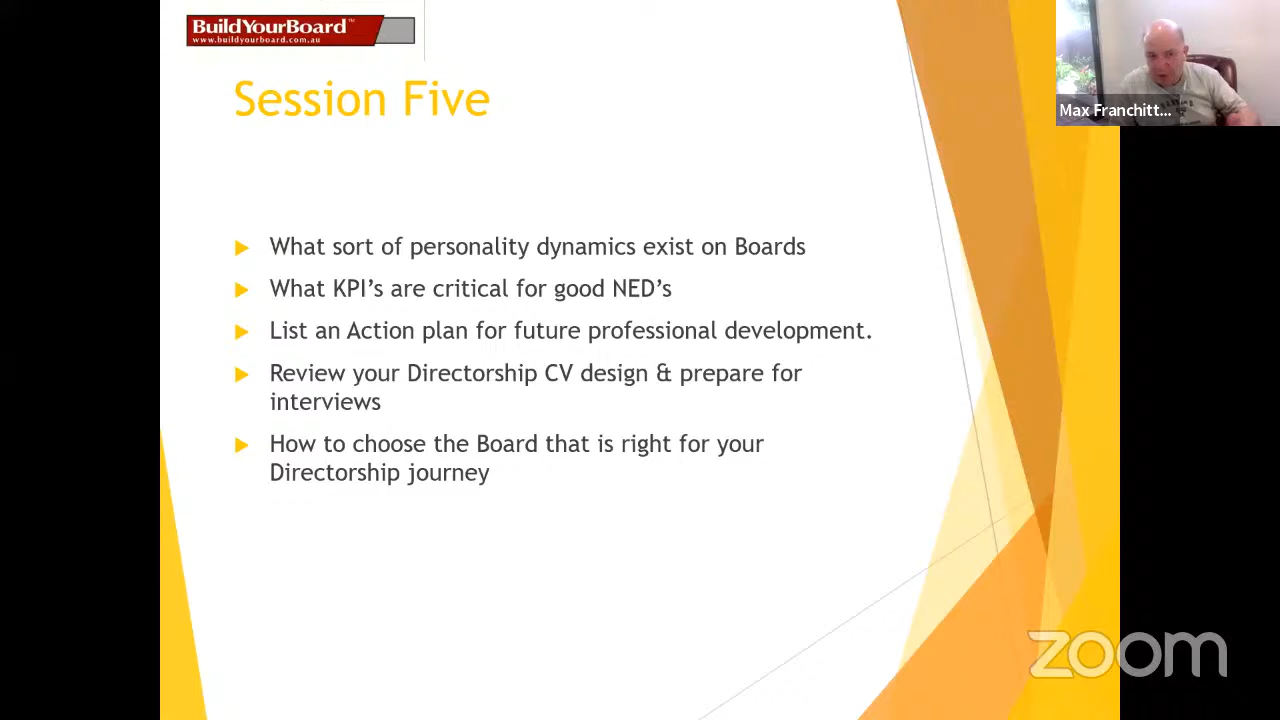 BuildYourBoard™
www.buildyourboard.com.au
Max Franchitt...
Session Five
What sort of personality dynamics exist on Boards
What KPI's are critical for good NED's
List an Action plan for future professional development.
Review your Directorship CV design & prepare for
interviews
How to choose the Board that is right for your
Directorship journey
zoom